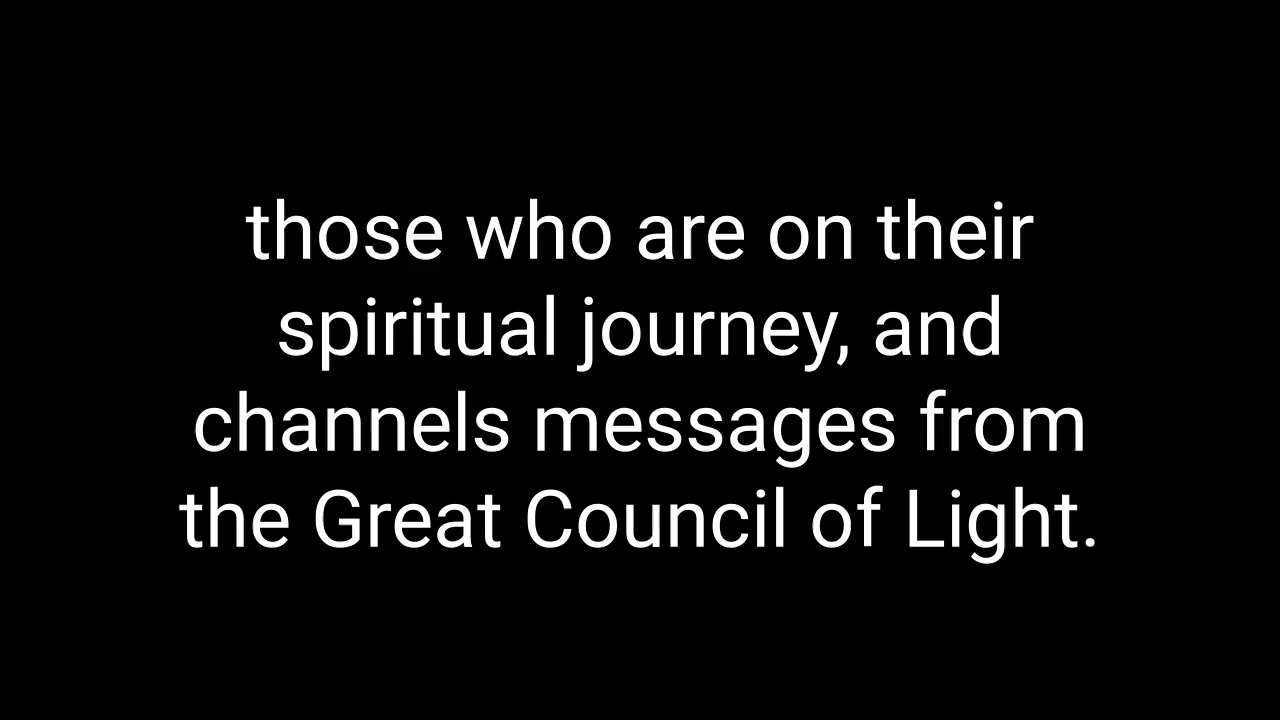 those who are on their
spiritual journey, and
channels messages from
the Great Council of Light.